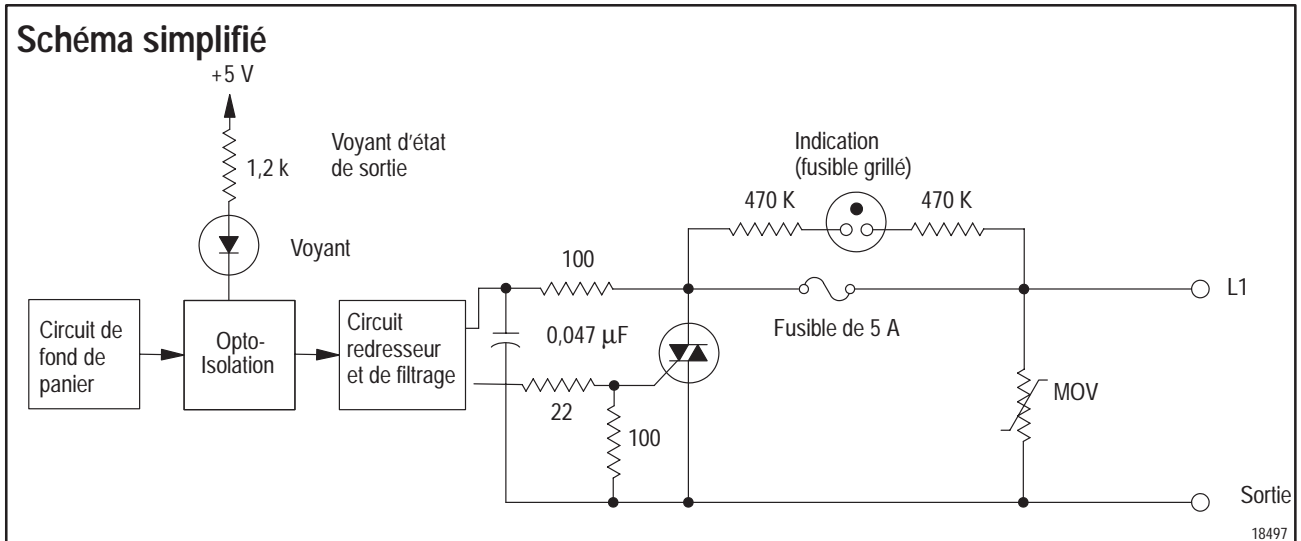 Schéma simplifié
+5 V
Voyant d'état
de sortie
1,2 k
Voyant
Indication
(fusible grillé)
470 K
470 K
100
L1
Fusible de 5 A
Circuit de
fond de
panier
Opto-
Isolation
Circuit
redresseur
et de filtrage
0,047 µF
MOV
22
100
Sortie
18497